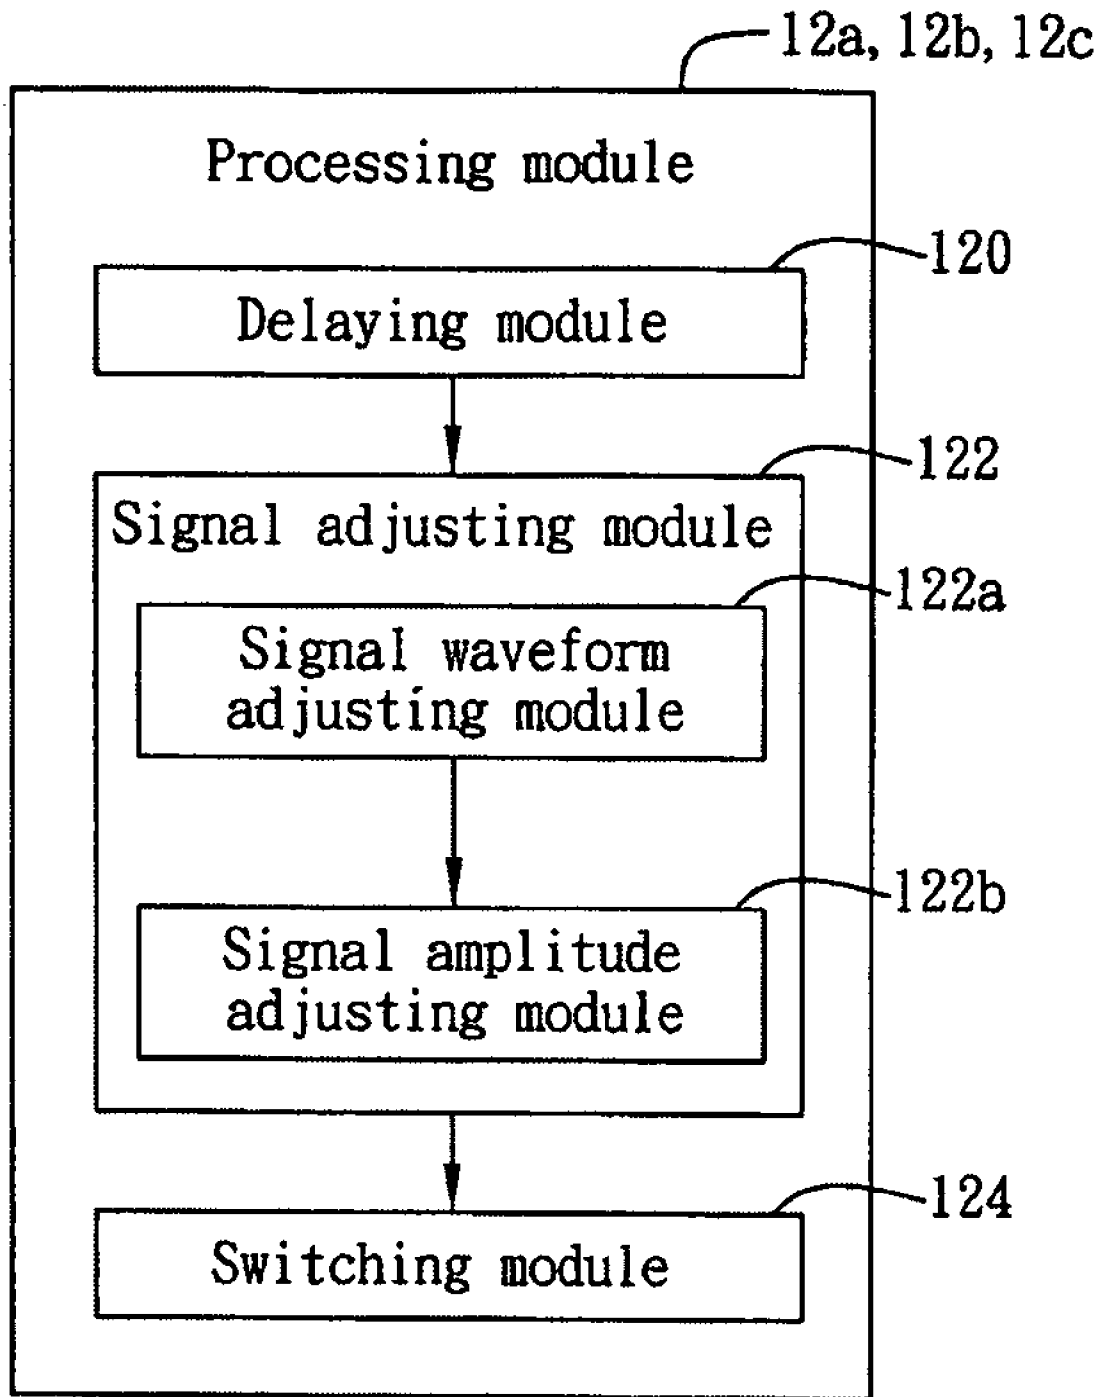 12a, 12b, 12c
Processing module
120
Delaying module
122
Signal adjusting module
122a
Signal waveform
adjusting module
122b
Signal amplitude
adjusting module
124
Switching module